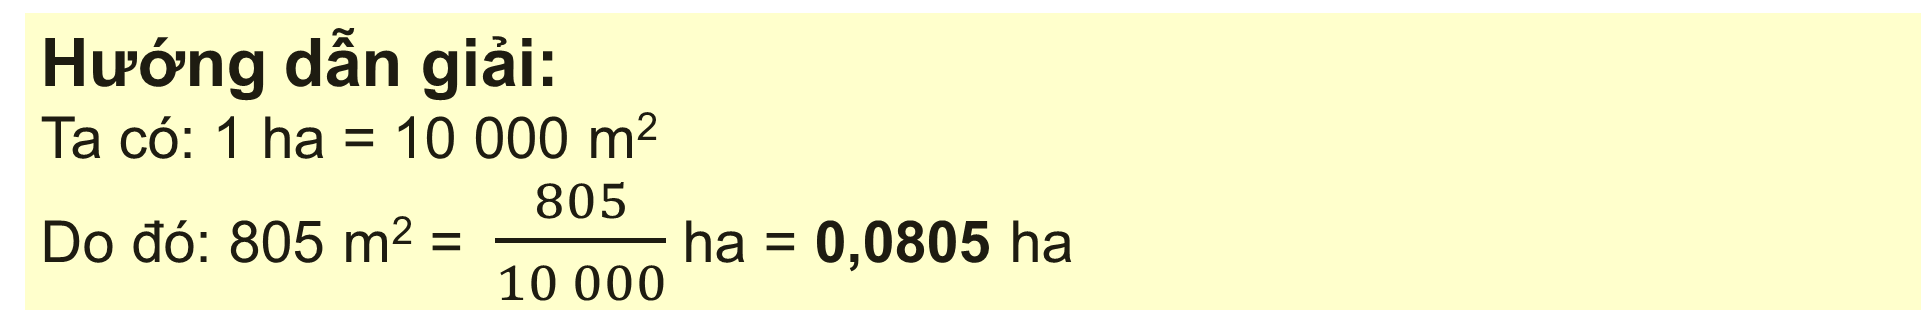 Hướng dẫn giải:
Ta có: 1 ha = 10 000 m²
Do đó: 805 m² = 805/10 000 ha = 0,0805 ha